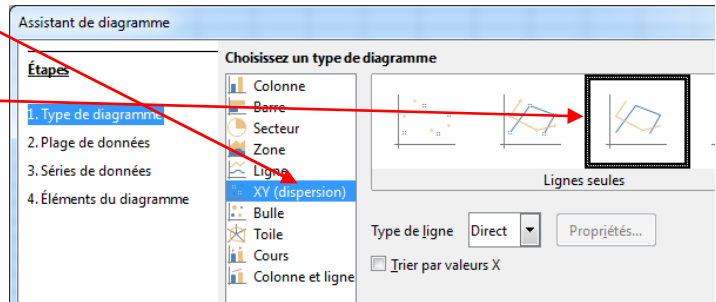 Assistant de diagramme
Étapes
1. Type de diagramme
2. Plage de données
3. Séries de données
4. Éléments du diagramme
Choisissez un type de diagramme
Colonne
Barre
Secteur
Zone
Ligne
XY (dispersion)
Bulle
Toile
Cours
Colonne et ligne
Lignes seules
Type de ligne Direct Propriétés...
Trier par valeurs X